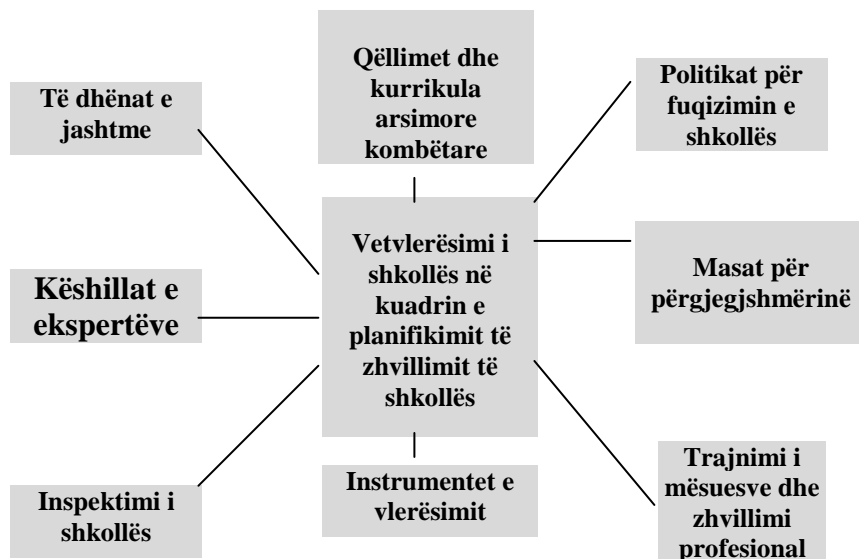 Qëllimet dhe
kurrikula
arsimore
kombëtare
Politikat për
fuqizimin e
shkollës
Të dhënat e
jashtme
Vetvlerësimi i
shkollës në
kuadrin e
planifikimit të
zhvillimit të
shkollës
Masat për
përgjegjshmërinë
Këshillat e
ekspertëve
Inspektimi i
shkollës
Instrumentet e
vlerësimit
Trajnimi i
mësuesve dhe
zhvillimi
profesional